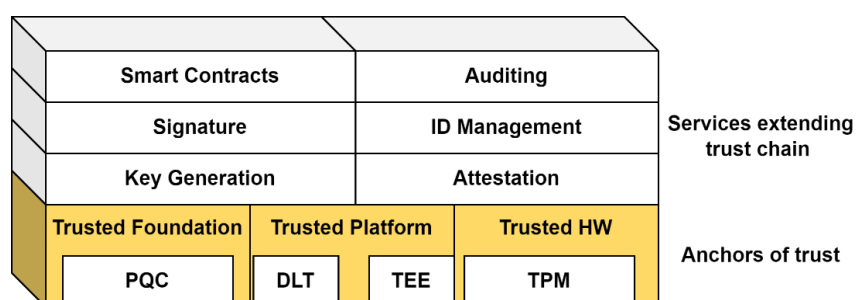 Smart Contracts
Auditing
Signature
ID Management
Services extending
trust chain
Key Generation
Attestation
Trusted Foundation
Trusted Platform
Trusted HW
Anchors of trust
PQC
DLT
TEE
TPM